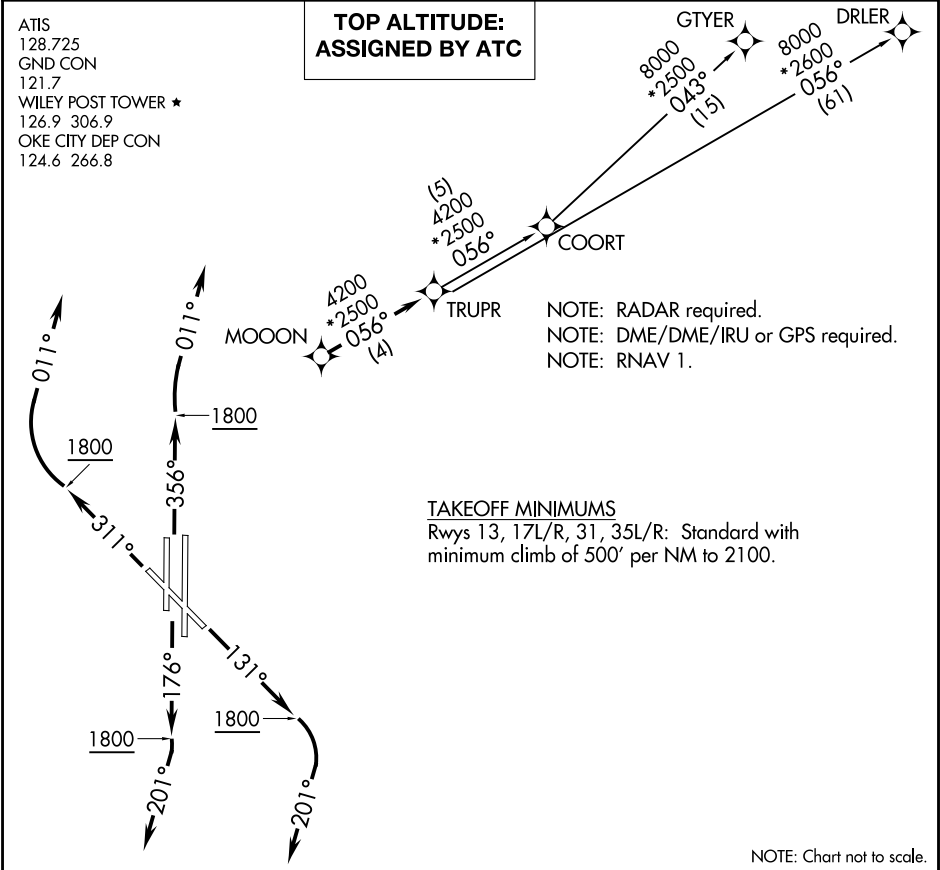 ATIS
128.725
GND CON
121.7
WILEY POST TOWER ★
126.9 306.9
OKE CITY DEP CON
124.6 266.8
TOP ALTITUDE:
ASSIGNED BY ATC
GTYER
8000
*2500
043°
(15)
DRLER
8000
*2600
056°
(61)
(5)
4200
*2500
056°
COORT
TRUPR
4200
*2500
056°
(4)
MOOON
NOTE: RADAR required.
NOTE: DME/DME/IRU or GPS required.
NOTE: RNAV 1.
011°
011°
1800
1800
356°
311°
TAKEOFF MINIMUMS
Rwys 13, 17L/R, 31, 35L/R: Standard with
minimum climb of 500' per NM to 2100.
176°
131°
1800
1800
201°
201°
NOTE: Chart not to scale.